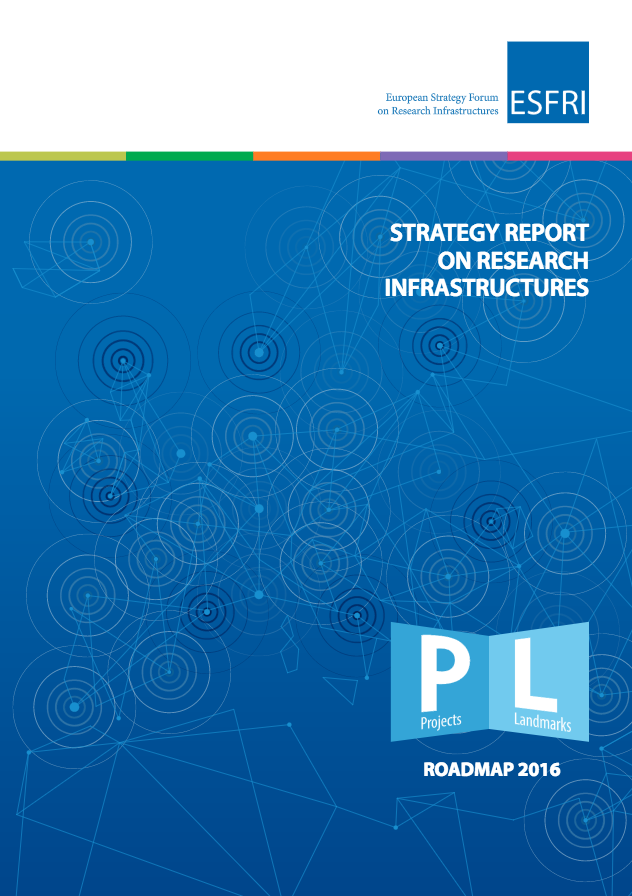 European Strategy Forum
on Research Infrastructures
ESFRI
STRATEGY REPORT
ON RESEARCH
INFRASTRUCTURES
P
Projects
L
Landmarks
ROADMAP 2016